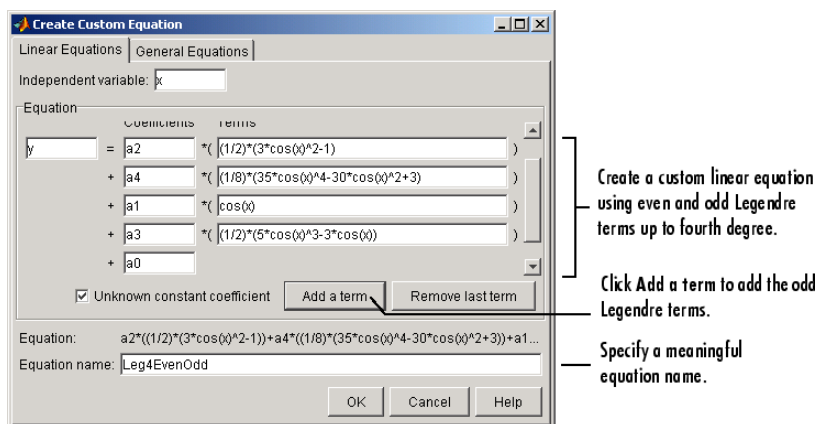 Create Custom Equation
Linear Equations General Equations
Independent variable: x
Equation
Coefficients Terms
y = a2 *( (1/2)*(3*cos(x)^2-1) )
+ a4 *( (1/8)*(35*cos(x)^4-30*cos(x)^2+3) )
+ a1 *( cos(x) )
+ a3 *( (1/2)*(5*cos(x)^3-3*cos(x)) )
+ a0
Unknown constant coefficient Add a term Remove last term
Equation: a2*((1/2)*(3*cos(x)^2-1))+a4*((1/8)*(35*cos(x)^4-30*cos(x)^2+3))+a1...
Equation name: Leg4EvenOdd
OK Cancel Help
Create a custom linear equation
using even and odd Legendre
terms up to fourth degree.
Click Add a term to add the odd
Legendre terms.
Specify a meaningful
equation name.